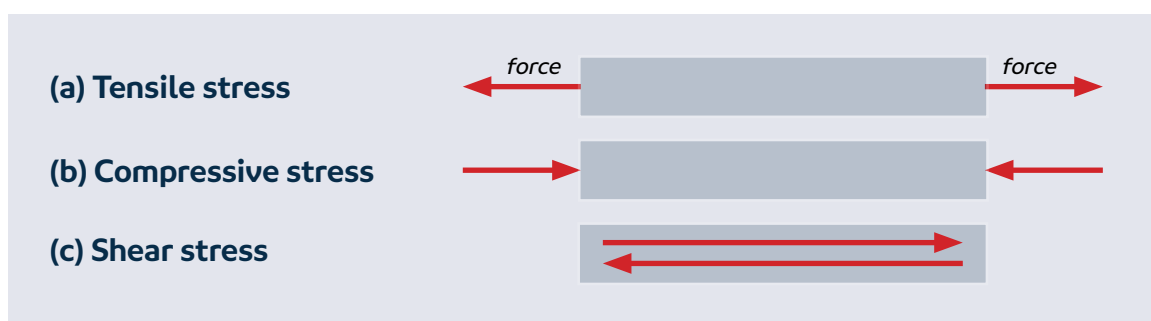 (a) Tensile stress
force
force
(b) Compressive stress
(c) Shear stress